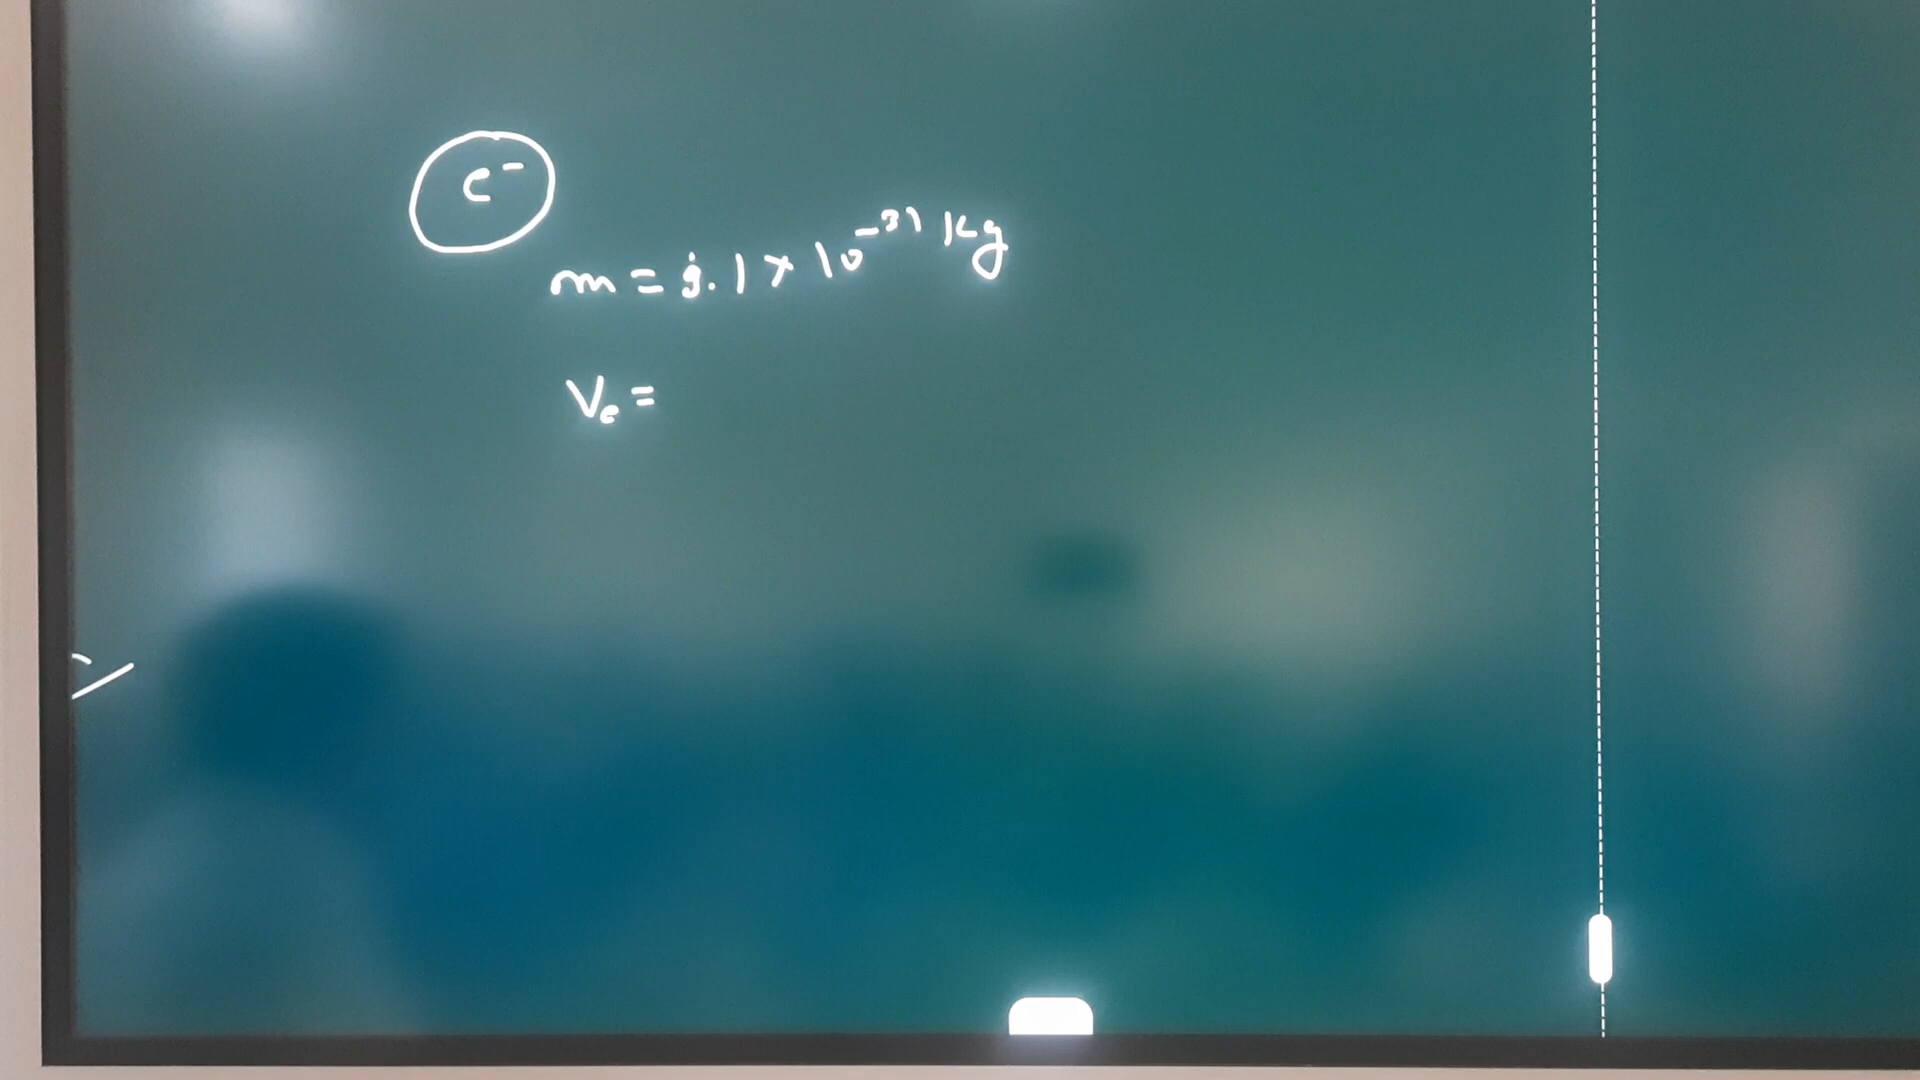 e⁻
m = 9.1 × 10⁻³¹ Kg
Vₑ =